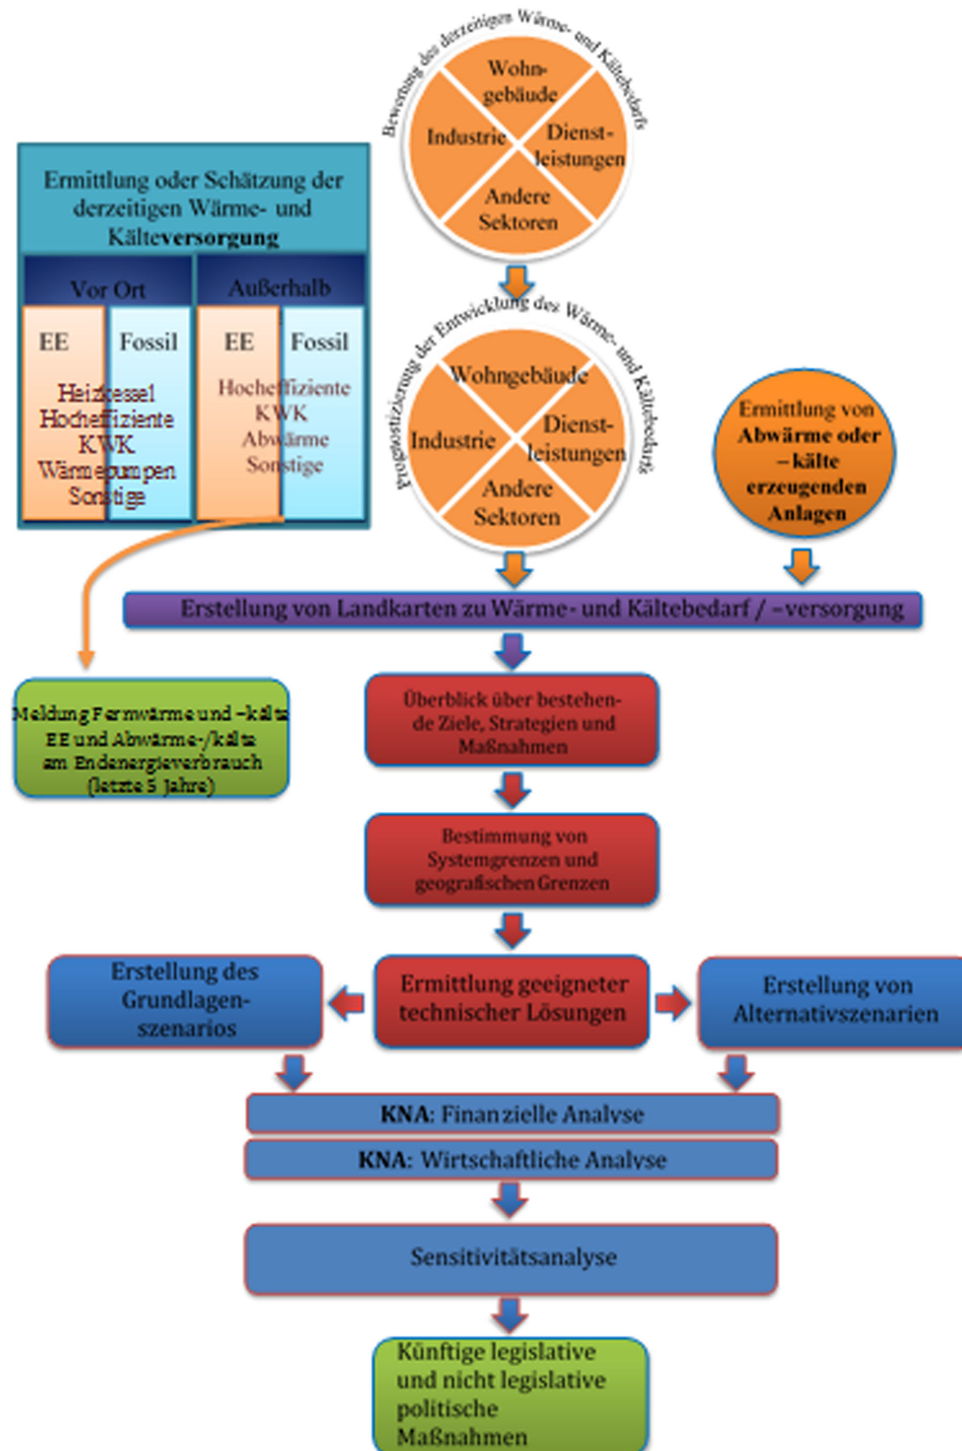 Bewertung des derzeitigen Wärme- und Kältebedarfs
Wohn-
gebäude
Industrie
Dienst-
leistungen
Andere
Sektoren
Ermittlung oder Schätzung der
derzeitigen Wärme- und
Kälteversorgung
Vor Ort
Außerhalb
EE
Fossil
EE
Fossil
Heizkessel
Hocheffiziente
KWK
Wärmepumpen
Sonstige
Hocheffiziente
KWK
Abwärme
Sonstige
Prognostizierung der Entwicklung des Wärme- und Kältebedarfs
Wohngebäude
Industrie
Dienst-
leistungen
Andere
Sektoren
Ermittlung von
Abwärme oder
–kälte
erzeugenden
Anlagen
Erstellung von Landkarten zu Wärme- und Kältebedarf / –versorgung
Meldung Fernwärme und –kälte
EE und Abwärme-/kälte
am Endenergieverbrauch
(letzte 5 Jahre)
Überblick über bestehen-
de Ziele, Strategien und
Maßnahmen
Bestimmung von
Systemgrenzen und
geografischen Grenzen
Erstellung des
Grundlagen-
szenarios
Ermittlung geeigneter
technischer Lösungen
Erstellung von
Alternativszenarien
KNA: Finanzielle Analyse
KNA: Wirtschaftliche Analyse
Sensitivitätsanalyse
Künftige legislative
und nicht legislative
politische
Maßnahmen